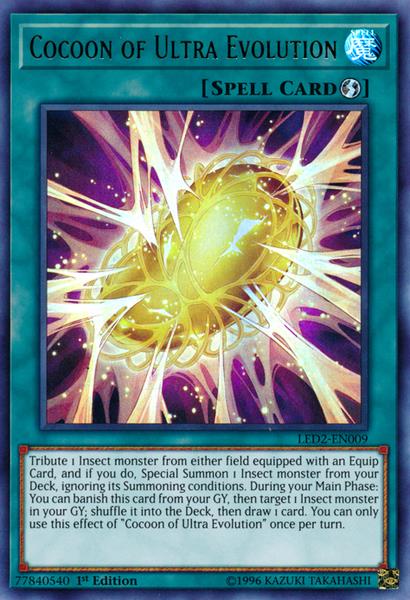 COCOON OF ULTRA EVOLUTION
SPELL
魔
[SPELL CARD]
LED2-EN009
Tribute 1 Insect monster from either field equipped with an Equip
Card, and if you do, Special Summon 1 Insect monster from your
Deck, ignoring its Summoning conditions. During your Main Phase:
You can banish this card from your GY, then target 1 Insect monster
in your GY; shuffle it into the Deck, then draw 1 card. You can only
use this effect of "Cocoon of Ultra Evolution" once per turn.
77840540 1st Edition ©1996 KAZUKI TAKAHASHI